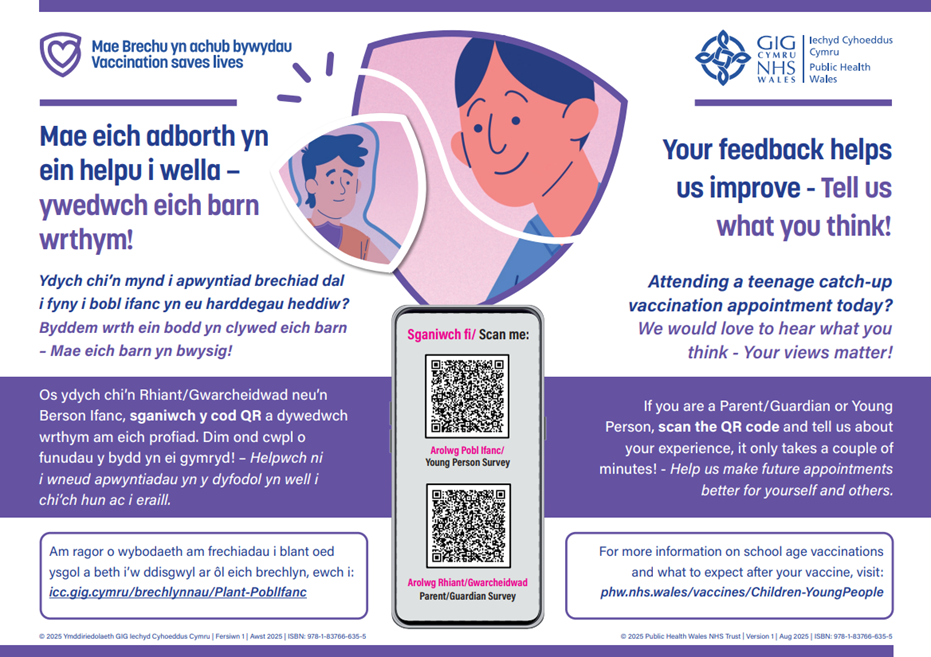 Mae Brechu yn achub bywydau
Vaccination saves lives
GIG
CYMRU
NHS
WALES
Iechyd Cyhoeddus
Cymru
Public Health
Wales
Mae eich adborth yn
ein helpu i wella –
ywedwch eich barn
wrthym!
Ydych chi'n mynd i apwyntiad brechiad dal
i fyny i bobl ifanc yn eu harddegau heddiw?
Byddem wrth ein bodd yn clywed eich barn
– Mae eich barn yn bwysig!
Your feedback helps
us improve - Tell us
what you think!
Attending a teenage catch-up
vaccination appointment today?
We would love to hear what you
think - Your views matter!
Sganiwch fi/ Scan me:
Arolwg Pobl Ifanc/
Young Person Survey
Arolwg Rhiant/Gwarcheidwad
Parent/Guardian Survey
Os ydych chi'n Rhiant/Gwarcheidwad neu'n
Berson Ifanc, sganiwch y cod QR a dywedwch
wrthym am eich profiad. Dim ond cwpl o
funudau y bydd yn ei gymryd! – Helpwch ni
i wneud apwyntiadau yn y dyfodol yn well i
chi'ch hun ac i eraill.
If you are a Parent/Guardian or Young
Person, scan the QR code and tell us about
your experience, it only takes a couple of
minutes! - Help us make future appointments
better for yourself and others.
Am ragor o wybodaeth am frechiadau i blant oed
ysgol a beth i'w ddisgwyl ar ôl eich brechlyn, ewch i:
icc.gig.cymru/brechlynnau/Plant-PoblIfanc
For more information on school age vaccinations
and what to expect after your vaccine, visit:
phw.nhs.wales/vaccines/Children-YoungPeople
© 2025 Ymddiriedolaeth GIG Iechyd Cyhoeddus Cymru | Fersiwn 1 | Awst 2025 | ISBN: 978-1-83766-635-5
© 2025 Public Health Wales NHS Trust | Version 1 | Aug 2025 | ISBN: 978-1-83766-635-5